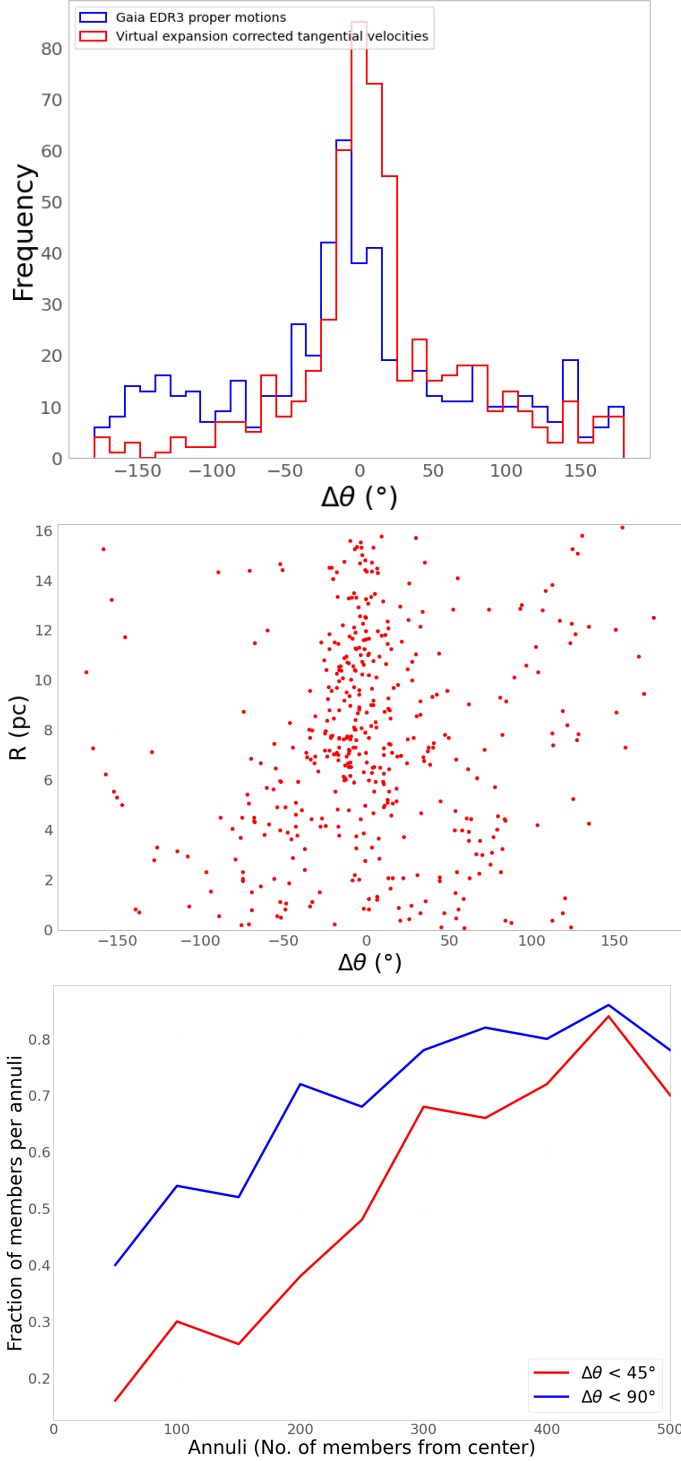 Gaia EDR3 proper motions
Virtual expansion corrected tangential velocities
80
70
60
50
40
30
20
10
0
Frequency
−150 −100 −50 0 50 100 150
Δθ (°)
16
14
12
10
8
6
4
2
0
R (pc)
−150 −100 −50 0 50 100 150
Δθ (°)
0.8
0.7
0.6
0.5
0.4
0.3
0.2
Fraction of members per annuli
Δθ < 45°
Δθ < 90°
0 100 200 300 400 500
Annuli (No. of members from center)